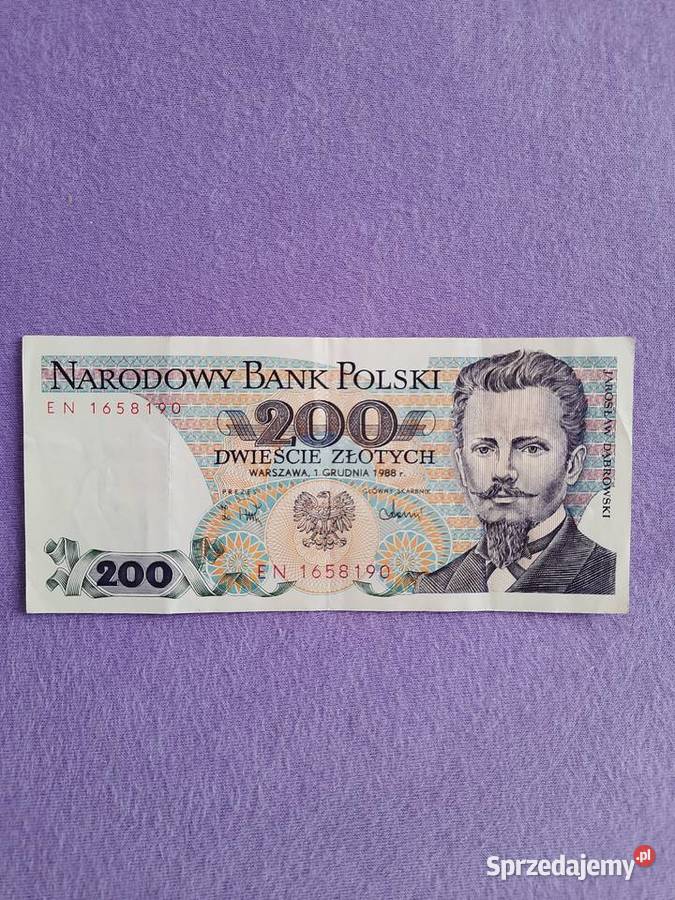 NARODOWY BANK POLSKI
EN 1658190
200
DWIEŚCIE ZŁOTYCH
WARSZAWA, 1 GRUDNIA 1988 r.
PREZES
GŁÓWNY SKARBNIK
200
EN 1658190
JAROSŁAW DĄBROWSKI
Sprzedajemy.pl